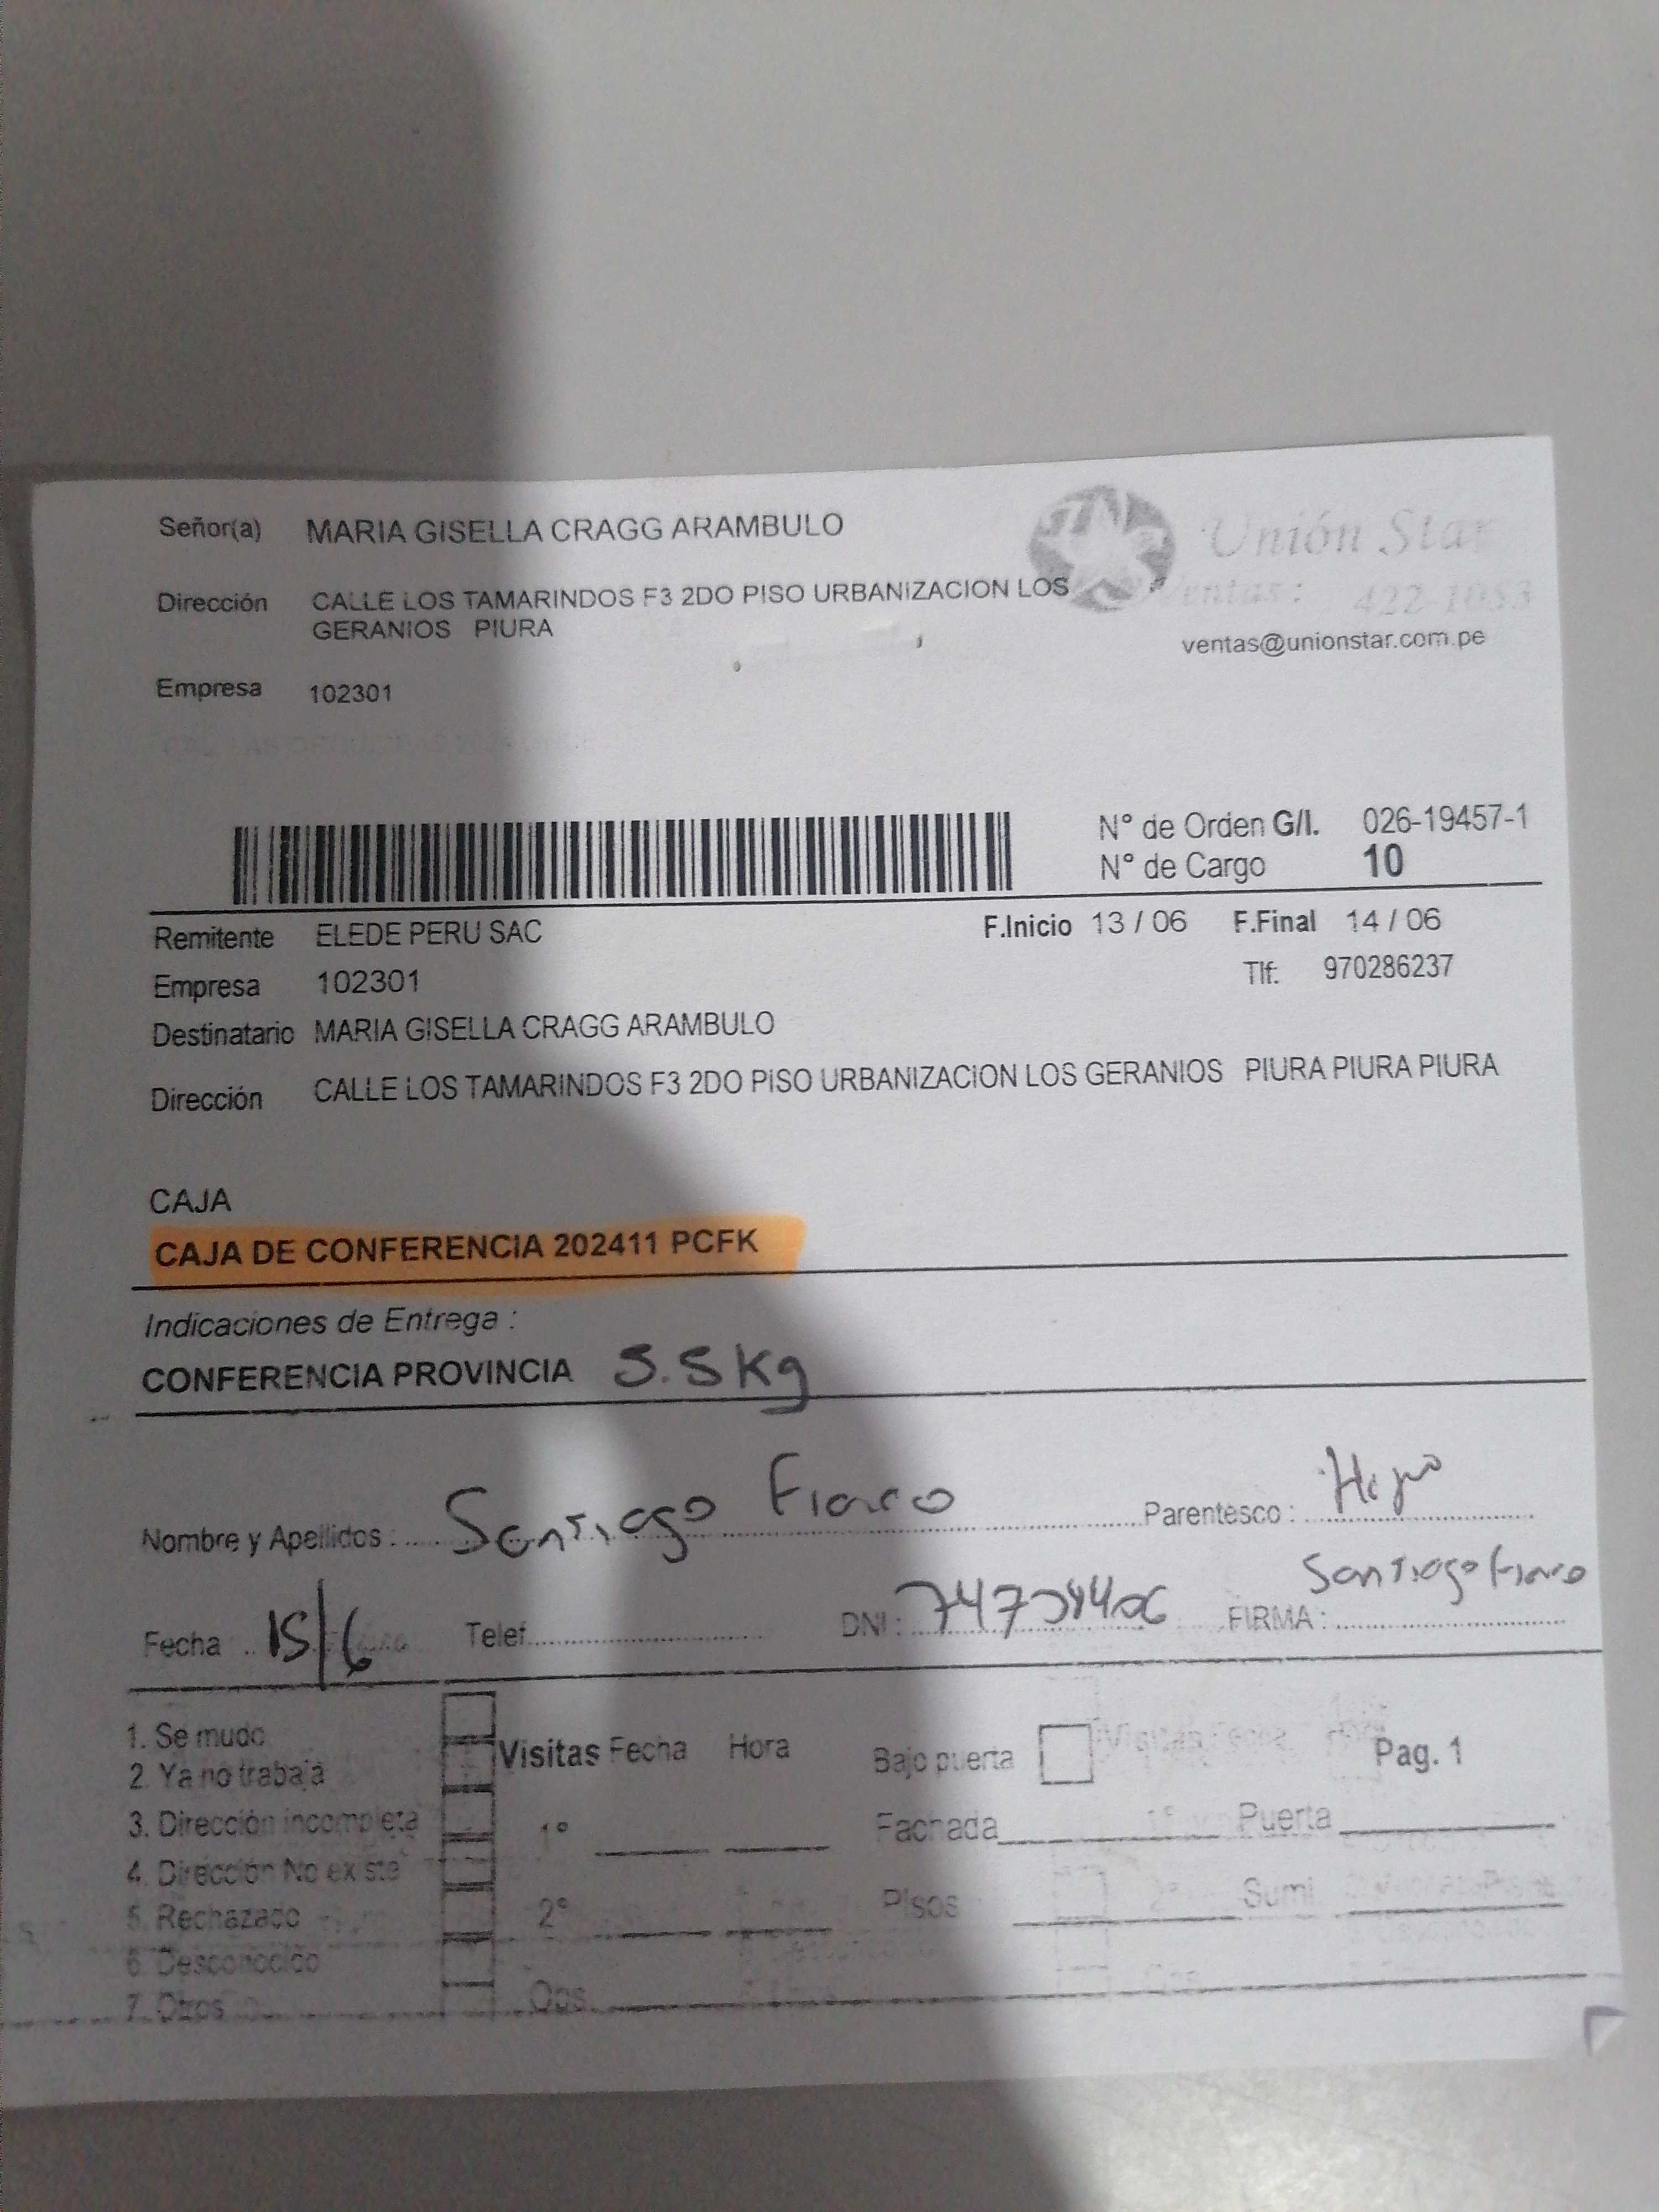 Señor(a) MARIA GISELLA CRAGG ARAMBULO
Unión Star
Dirección CALLE LOS TAMARINDOS F3 2DO PISO URBANIZACION LOS
GERANIOS PIURA
Ventas: 422-1053
ventas@unionstar.com.pe
Empresa 102301
N° de Orden G/I. 026-19457-1
N° de Cargo 10
Remitente ELEDE PERU SAC F.Inicio 13 / 06 F.Final 14 / 06
Empresa 102301 Tlf: 970286237
Destinatario MARIA GISELLA CRAGG ARAMBULO
Dirección CALLE LOS TAMARINDOS F3 2DO PISO URBANIZACION LOS GERANIOS PIURA PIURA PIURA
CAJA
CAJA DE CONFERENCIA 202411 PCFK
Indicaciones de Entrega :
CONFERENCIA PROVINCIA 5.5 Kg
Nombre y Apellidos : Santiago Parentesco : Hijo
Fecha 15/6 Telef. DNI : FIRMA : Santiago
1. Se mudo
2. Ya no trabaja
3. Dirección incompleta
4. Dirección No existe
5. Rechazado
6. Desconocido
7. Otros
Visitas Fecha Hora
1°
2°
Obs.
Bajo puerta Pag. 1
Fachada Puerta
Pisos Sumi